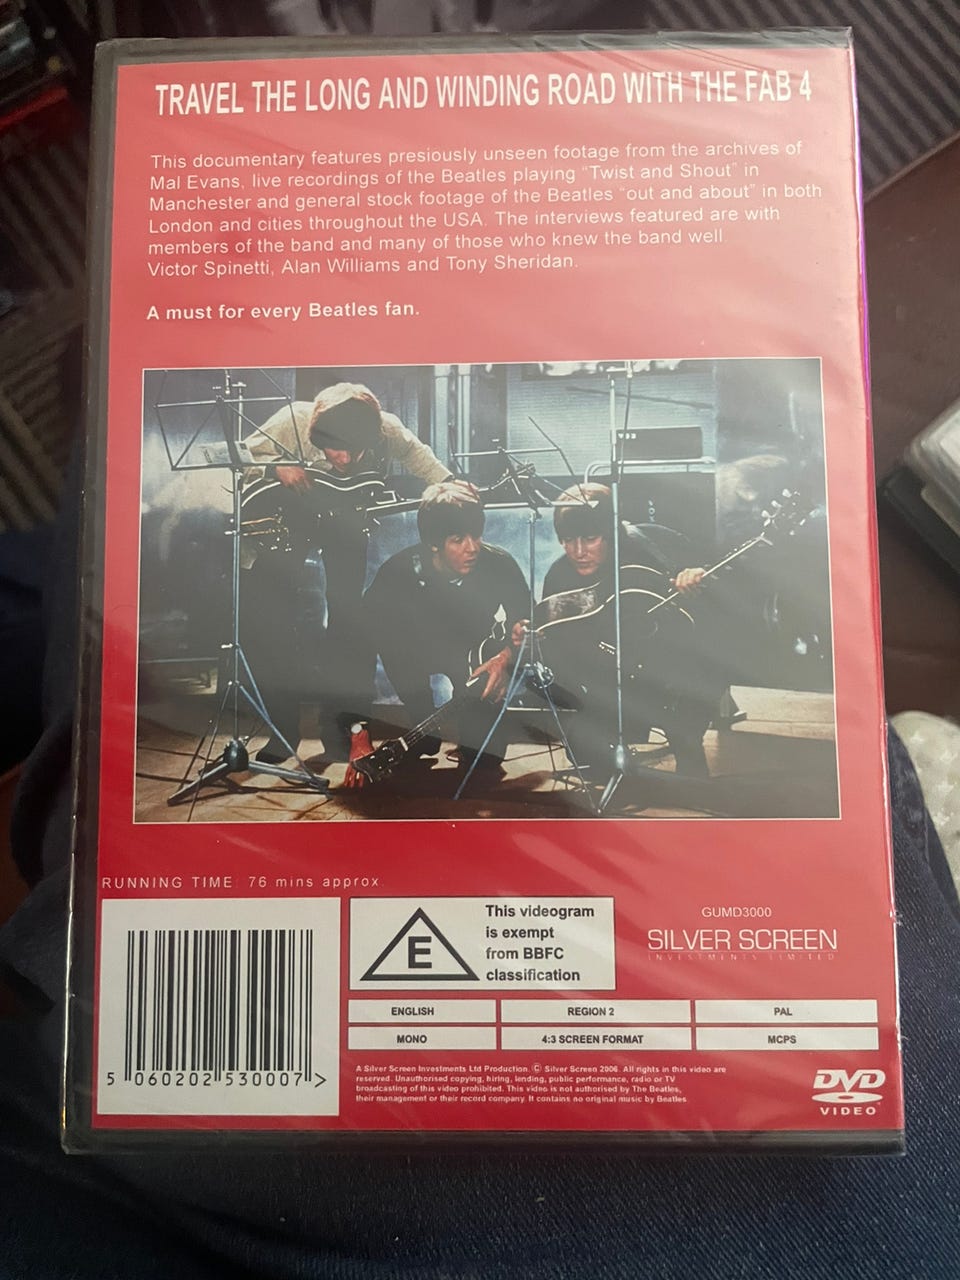 TRAVEL THE LONG AND WINDING ROAD WITH THE FAB 4
This documentary features presiously unseen footage from the archives of
Mal Evans, live recordings of the Beatles playing "Twist and Shout" in
Manchester and general stock footage of the Beatles "out and about" in both
London and cities throughout the USA. The interviews featured are with
members of the band and many of those who knew the band well.
Victor Spinetti, Alan Williams and Tony Sheridan.
A must for every Beatles fan.
RUNNING TIME: 76 mins approx.
5 060202 530007 >
E
This videogram
is exempt
from BBFC
classification
GUMD3000
SILVER SCREEN
INVESTMENTS LIMITED
ENGLISH
REGION 2
PAL
MONO
4:3 SCREEN FORMAT
MCPS
A Silver Screen Investments Ltd Production. © Silver Screen 2006. All rights in this video are
reserved. Unauthorised copying, hiring, lending, public performance, radio or TV
broadcasting of this video prohibited. This video is not authorised by The Beatles,
their management or their record company. It contains no original music by Beatles.
DVD
VIDEO